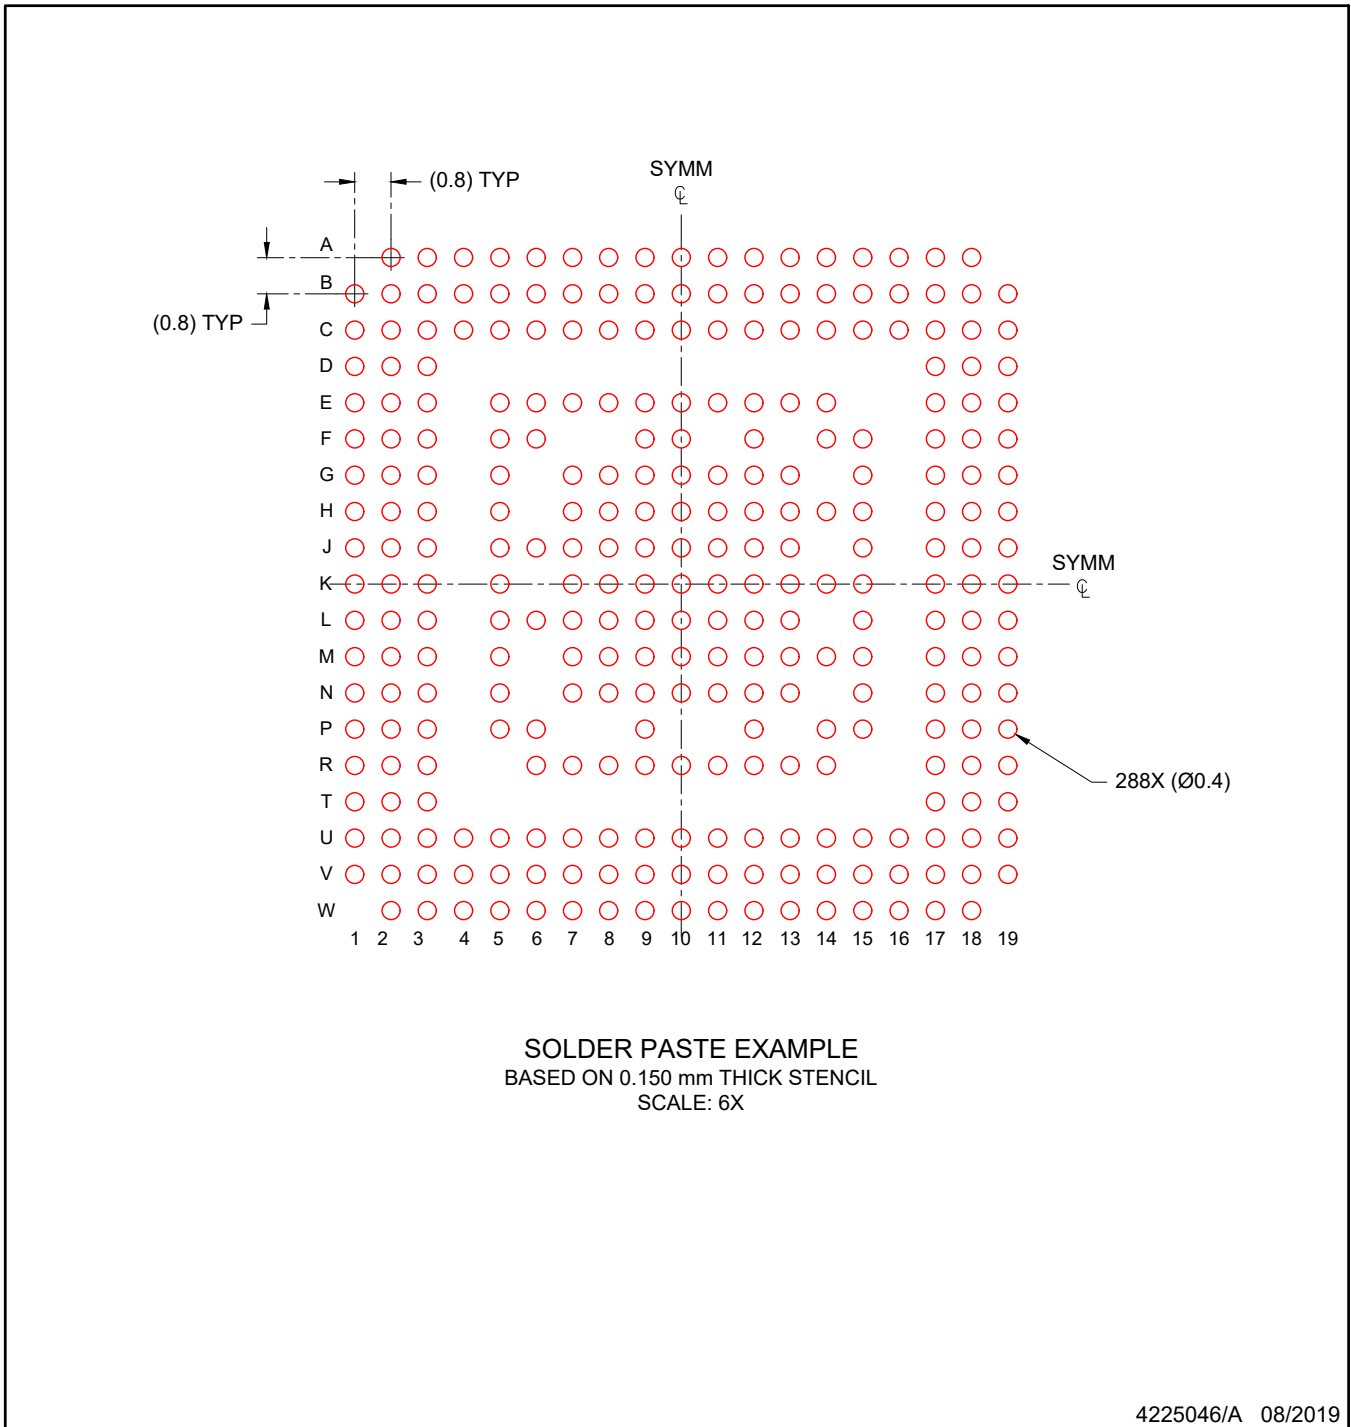 SYMM
℄
(0.8) TYP
A
B
(0.8) TYP
C
D
E
F
G
H
J
SYMM
℄
K
L
M
N
P
R
288X (Ø0.4)
T
U
V
W
1 2 3 4 5 6 7 8 9 10 11 12 13 14 15 16 17 18 19
SOLDER PASTE EXAMPLE
BASED ON 0.150 mm THICK STENCIL
SCALE: 6X
4225046/A 08/2019